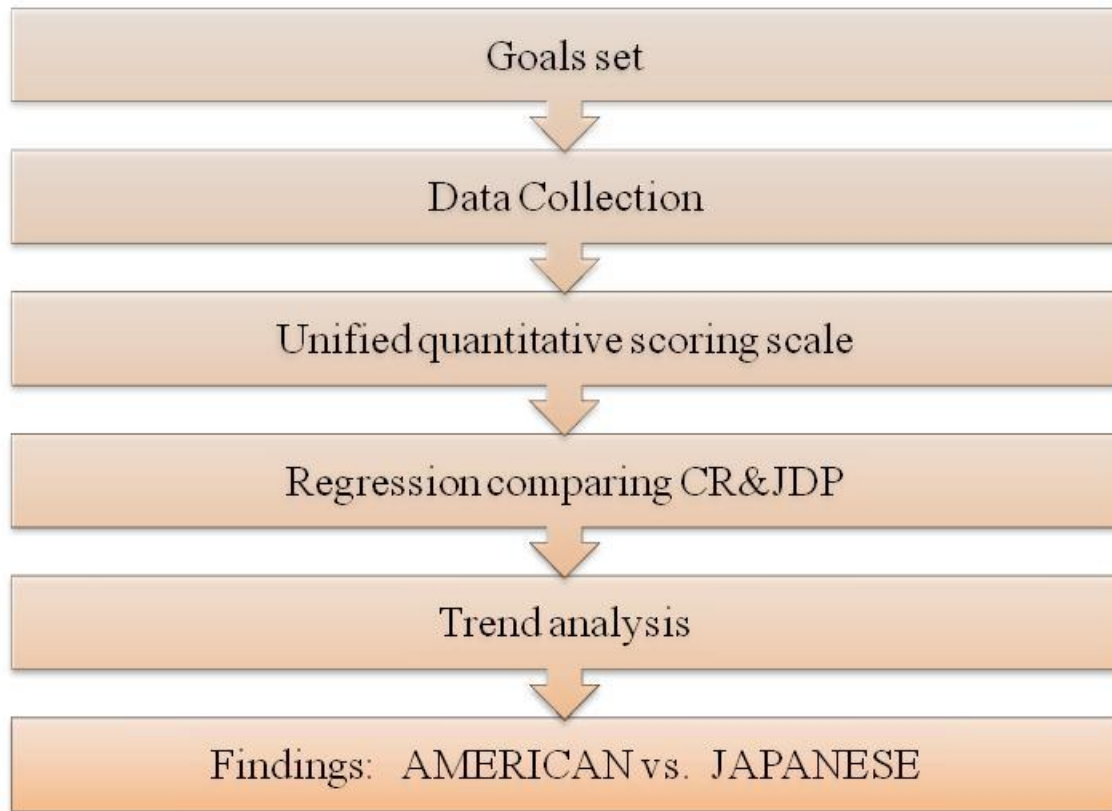 Goals set
Data Collection
Unified quantitative scoring scale
Regression comparing CR&JDP
Trend analysis
Findings: AMERICAN vs. JAPANESE